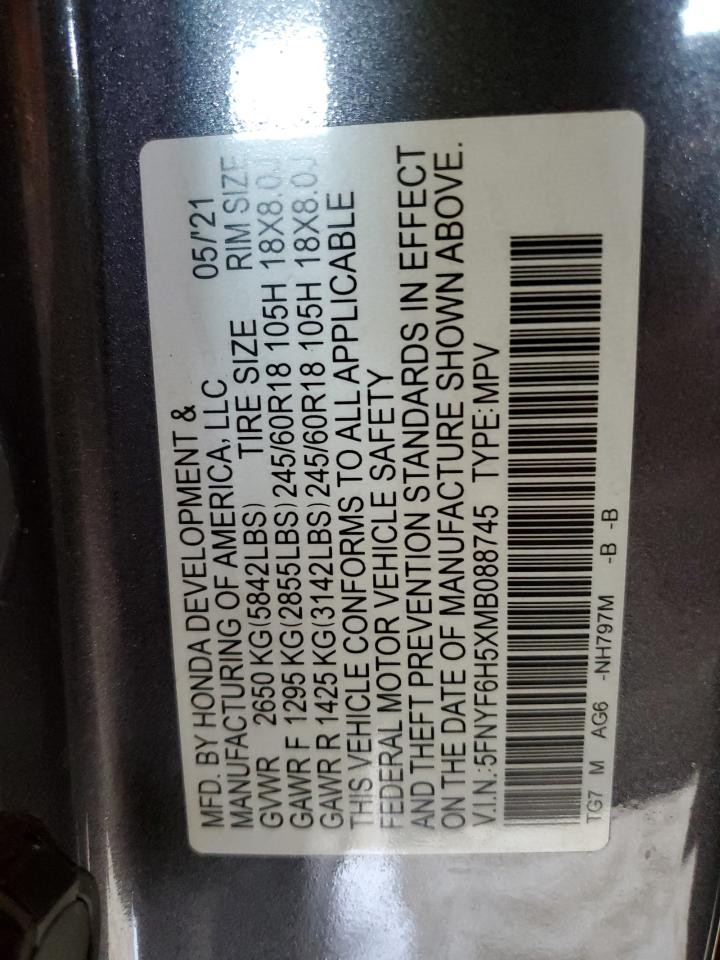 MFD. BY HONDA DEVELOPMENT &
MANUFACTURING OF AMERICA, LLC 05/'21
GVWR 2650 KG(5842LBS) TIRE SIZE RIM SIZE
GAWR F 1295 KG(2855LBS) 245/60R18 105H 18X8.0J
GAWR R 1425 KG(3142LBS) 245/60R18 105H 18X8.0J
THIS VEHICLE CONFORMS TO ALL APPLICABLE
FEDERAL MOTOR VEHICLE SAFETY
AND THEFT PREVENTION STANDARDS IN EFFECT
ON THE DATE OF MANUFACTURE SHOWN ABOVE.
V.I.N.:5FNYF6H5XMB088745 TYPE:MPV
TG7 M AG6 -NH797M -B -B